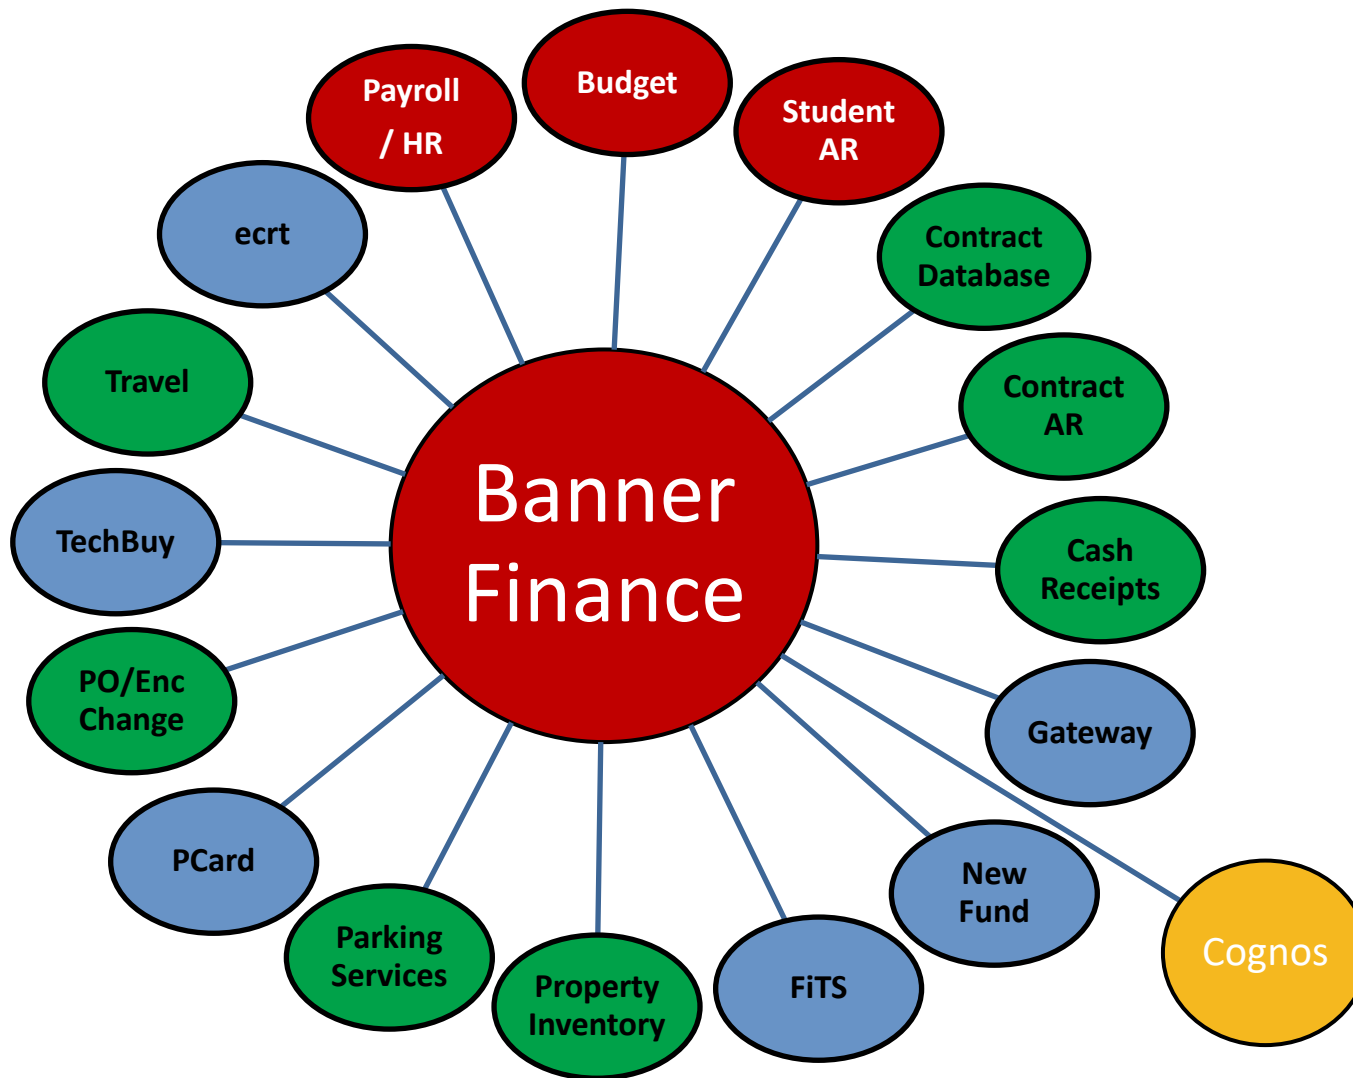 Budget
Payroll
/ HR
Student
AR
ecrt
Contract
Database
Travel
Contract
AR
Banner
Finance
TechBuy
Cash
Receipts
PO/Enc
Change
Gateway
PCard
New
Fund
Parking
Services
Cognos
Property
Inventory
FiTS